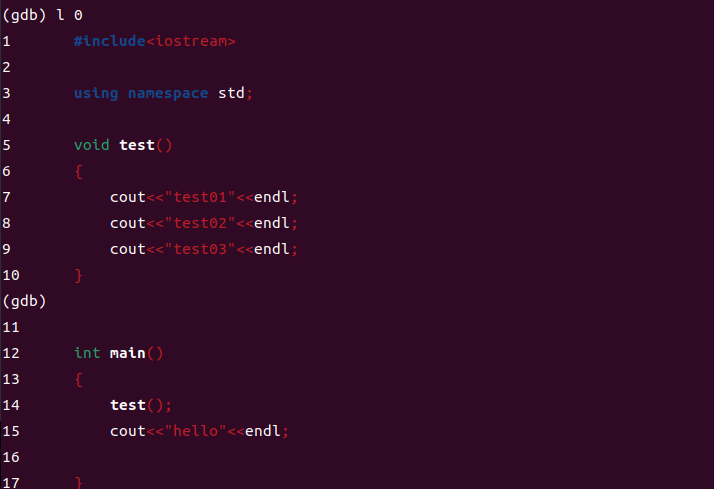 (gdb) l 0
1       #include<iostream>
2
3       using namespace std;
4
5       void test()
6       {
7           cout<<"test01"<<endl;
8           cout<<"test02"<<endl;
9           cout<<"test03"<<endl;
10      }
(gdb)
11
12      int main()
13      {
14          test();
15          cout<<"hello"<<endl;
16
17      }